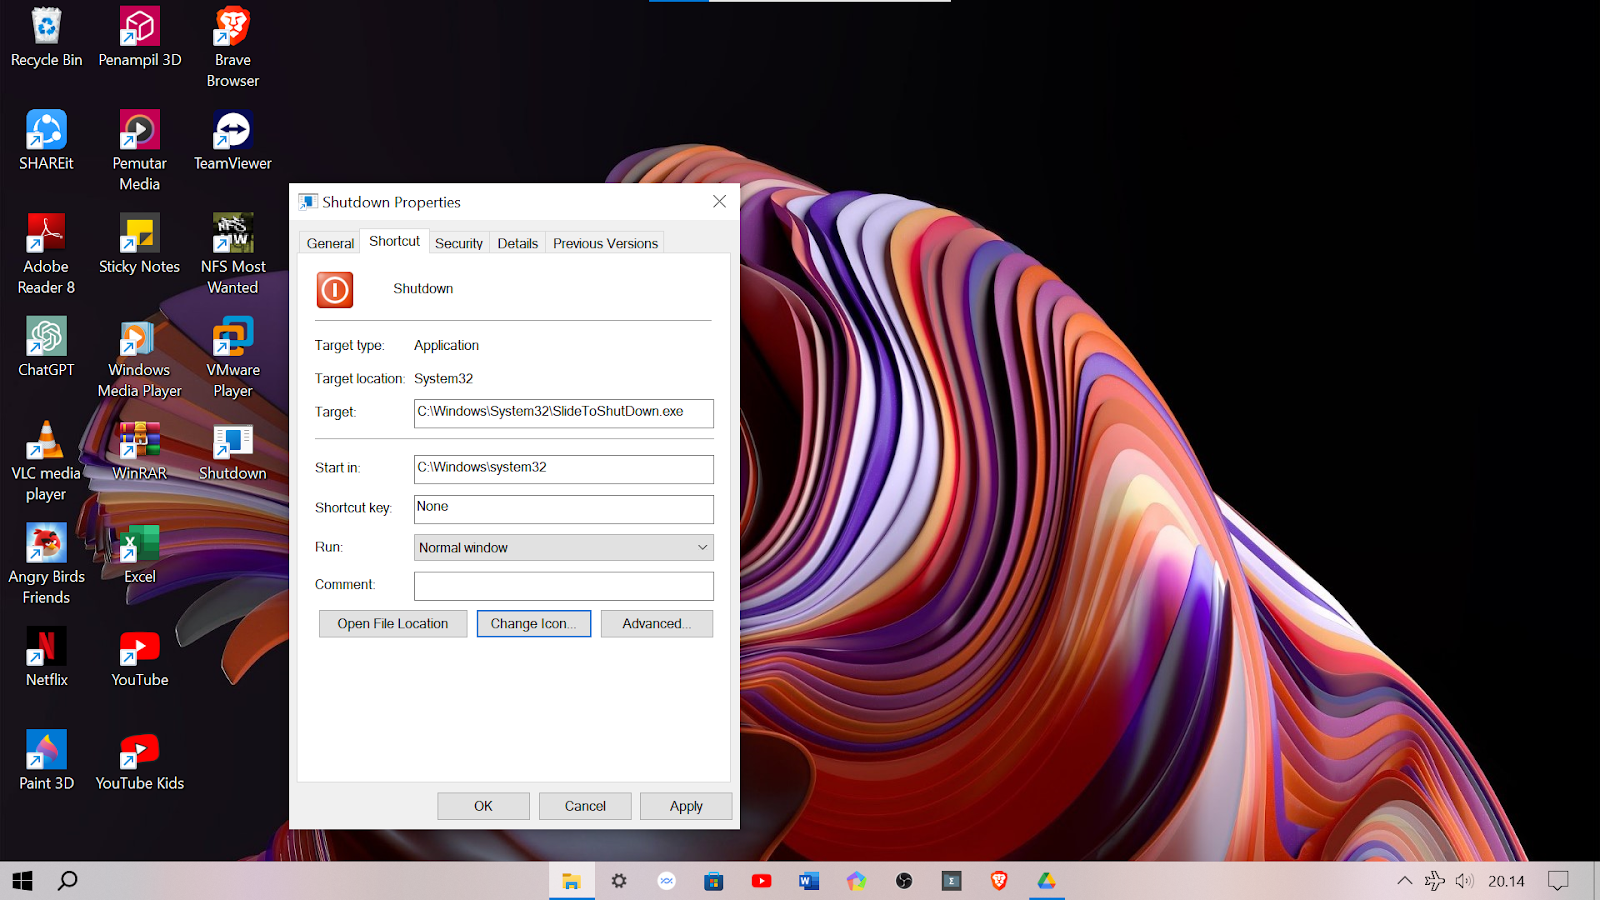 Recycle Bin
Penampil 3D
Brave
Browser
SHAREit
Pemutar
Media
TeamViewer
Adobe
Reader 8
Sticky Notes
NFS
MW
NFS Most
Wanted
ChatGPT
Windows
Media Player
VMware
Player
VLC media
player
WinRAR
Shutdown
Angry Birds
Friends
Excel
Netflix
YouTube
Paint 3D
YouTube Kids
Shutdown Properties
General
Shortcut
Security
Details
Previous Versions
Shutdown
Target type:
Application
Target location:
System32
Target:
C:\Windows\System32\SlideToShutDown.exe
Start in:
C:\Windows\system32
Shortcut key:
None
Run:
Normal window
Comment:
Open File Location
Change Icon...
Advanced...
OK
Cancel
Apply
20.14